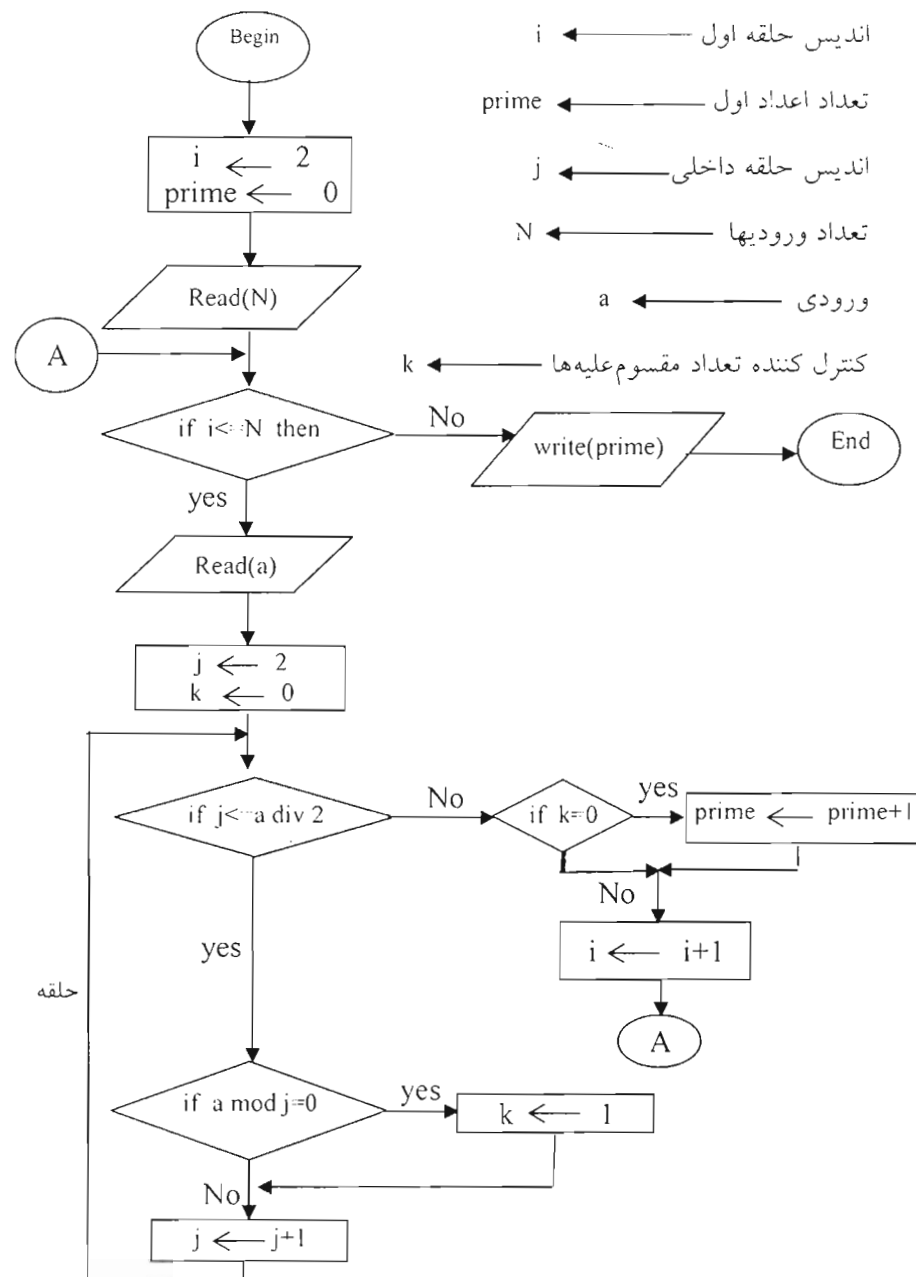 Begin
i ← 2
prime ← 0
Read(N)
A
if i<=N then
No
write(prime)
End
yes
Read(a)
j ← 2
k ← 0
if j<=a div 2
No
if k=0
yes
prime ← prime+1
No
i ← i+1
A
yes
حلقه
if a mod j=0
yes
k ← 1
No
j ← j+1
اندیس حلقه اول → i
تعداد اعداد اول → prime
اندیس حلقه داخلی → j
تعداد ورودیها → N
ورودی → a
کنترل کننده تعداد مقسوم‌علیه‌ها → k